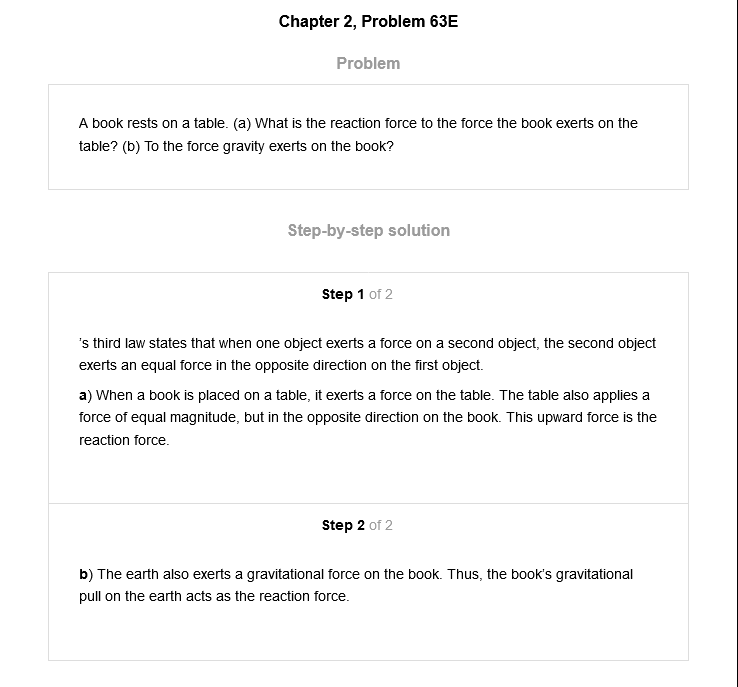 Chapter 2, Problem 63E
Problem
A book rests on a table. (a) What is the reaction force to the force the book exerts on the
table? (b) To the force gravity exerts on the book?
Step-by-step solution
Step 1 of 2
's third law states that when one object exerts a force on a second object, the second object
exerts an equal force in the opposite direction on the first object.
a) When a book is placed on a table, it exerts a force on the table. The table also applies a
force of equal magnitude, but in the opposite direction on the book. This upward force is the
reaction force.
Step 2 of 2
b) The earth also exerts a gravitational force on the book. Thus, the book's gravitational
pull on the earth acts as the reaction force.